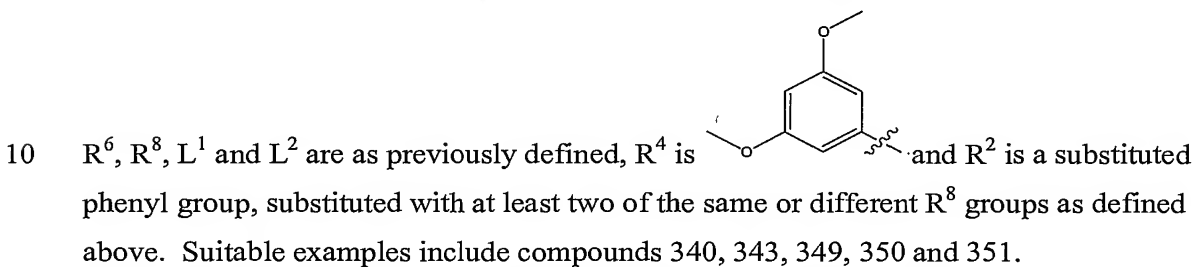 O
10 R⁶, R⁸, L¹ and L² are as previously defined, R⁴ is O and R² is a substituted
phenyl group, substituted with at least two of the same or different R⁸ groups as defined
above. Suitable examples include compounds 340, 343, 349, 350 and 351.